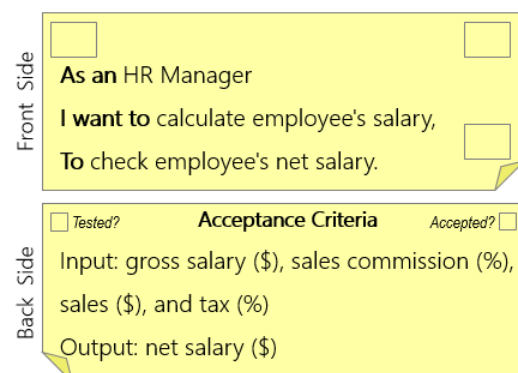 Front Side
As an HR Manager
I want to calculate employee's salary,
To check employee's net salary.
Back Side
Tested?
Acceptance Criteria
Accepted?
Input: gross salary ($), sales commission (%),
sales ($), and tax (%)
Output: net salary ($)